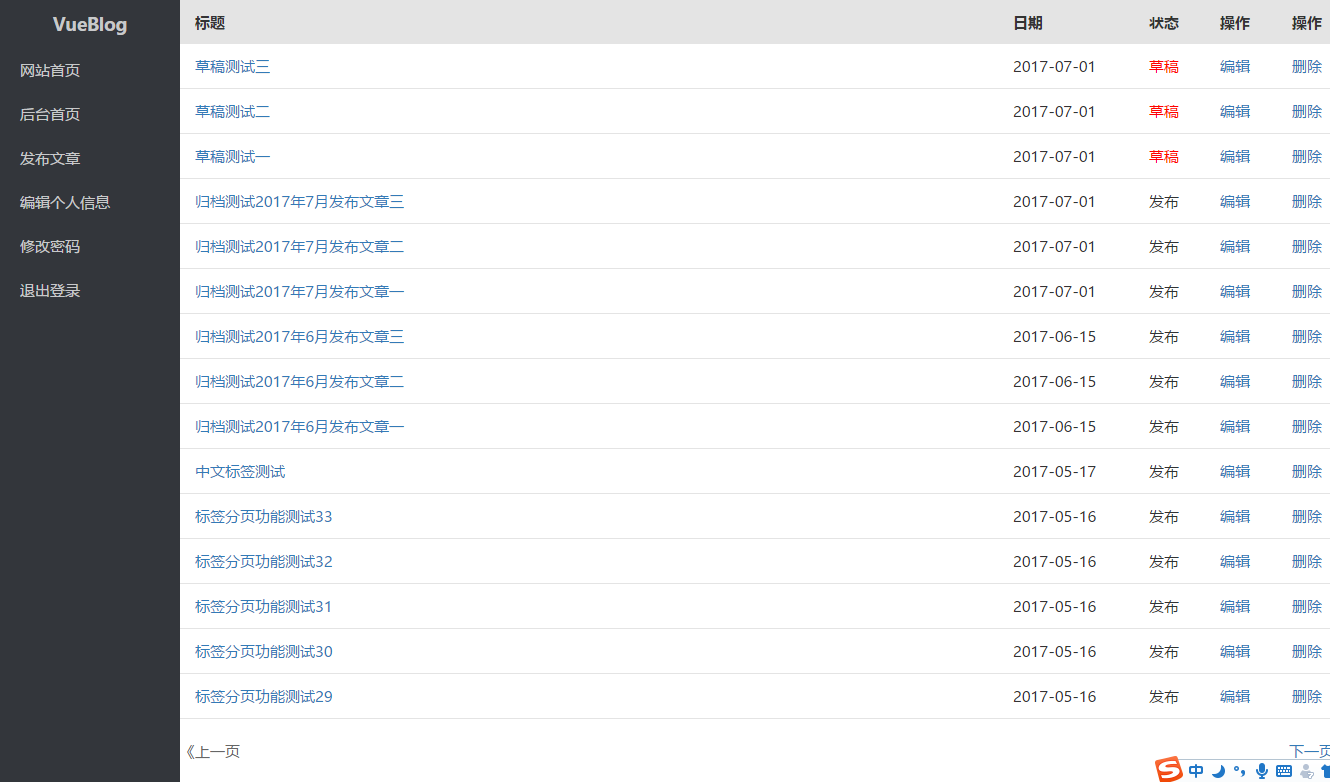 VueBlog
网站首页
后台首页
发布文章
编辑个人信息
修改密码
退出登录
标题 日期 状态 操作 操作
草稿测试三 2017-07-01 草稿 编辑 删除
草稿测试二 2017-07-01 草稿 编辑 删除
草稿测试一 2017-07-01 草稿 编辑 删除
归档测试2017年7月发布文章三 2017-07-01 发布 编辑 删除
归档测试2017年7月发布文章二 2017-07-01 发布 编辑 删除
归档测试2017年7月发布文章一 2017-07-01 发布 编辑 删除
归档测试2017年6月发布文章三 2017-06-15 发布 编辑 删除
归档测试2017年6月发布文章二 2017-06-15 发布 编辑 删除
归档测试2017年6月发布文章一 2017-06-15 发布 编辑 删除
中文标签测试 2017-05-17 发布 编辑 删除
标签分页功能测试33 2017-05-16 发布 编辑 删除
标签分页功能测试32 2017-05-16 发布 编辑 删除
标签分页功能测试31 2017-05-16 发布 编辑 删除
标签分页功能测试30 2017-05-16 发布 编辑 删除
标签分页功能测试29 2017-05-16 发布 编辑 删除
《上一页 下一页
S 中